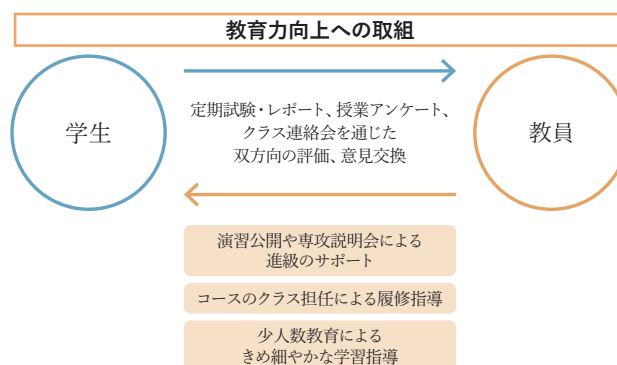 教育力向上への取組
学生
定期試験・レポート、授業アンケート、
クラス連絡会を通じた
双方向の評価、意見交換
教員
演習公開や専攻説明会による
進級のサポート
コースのクラス担任による履修指導
少人数教育による
きめ細やかな学習指導